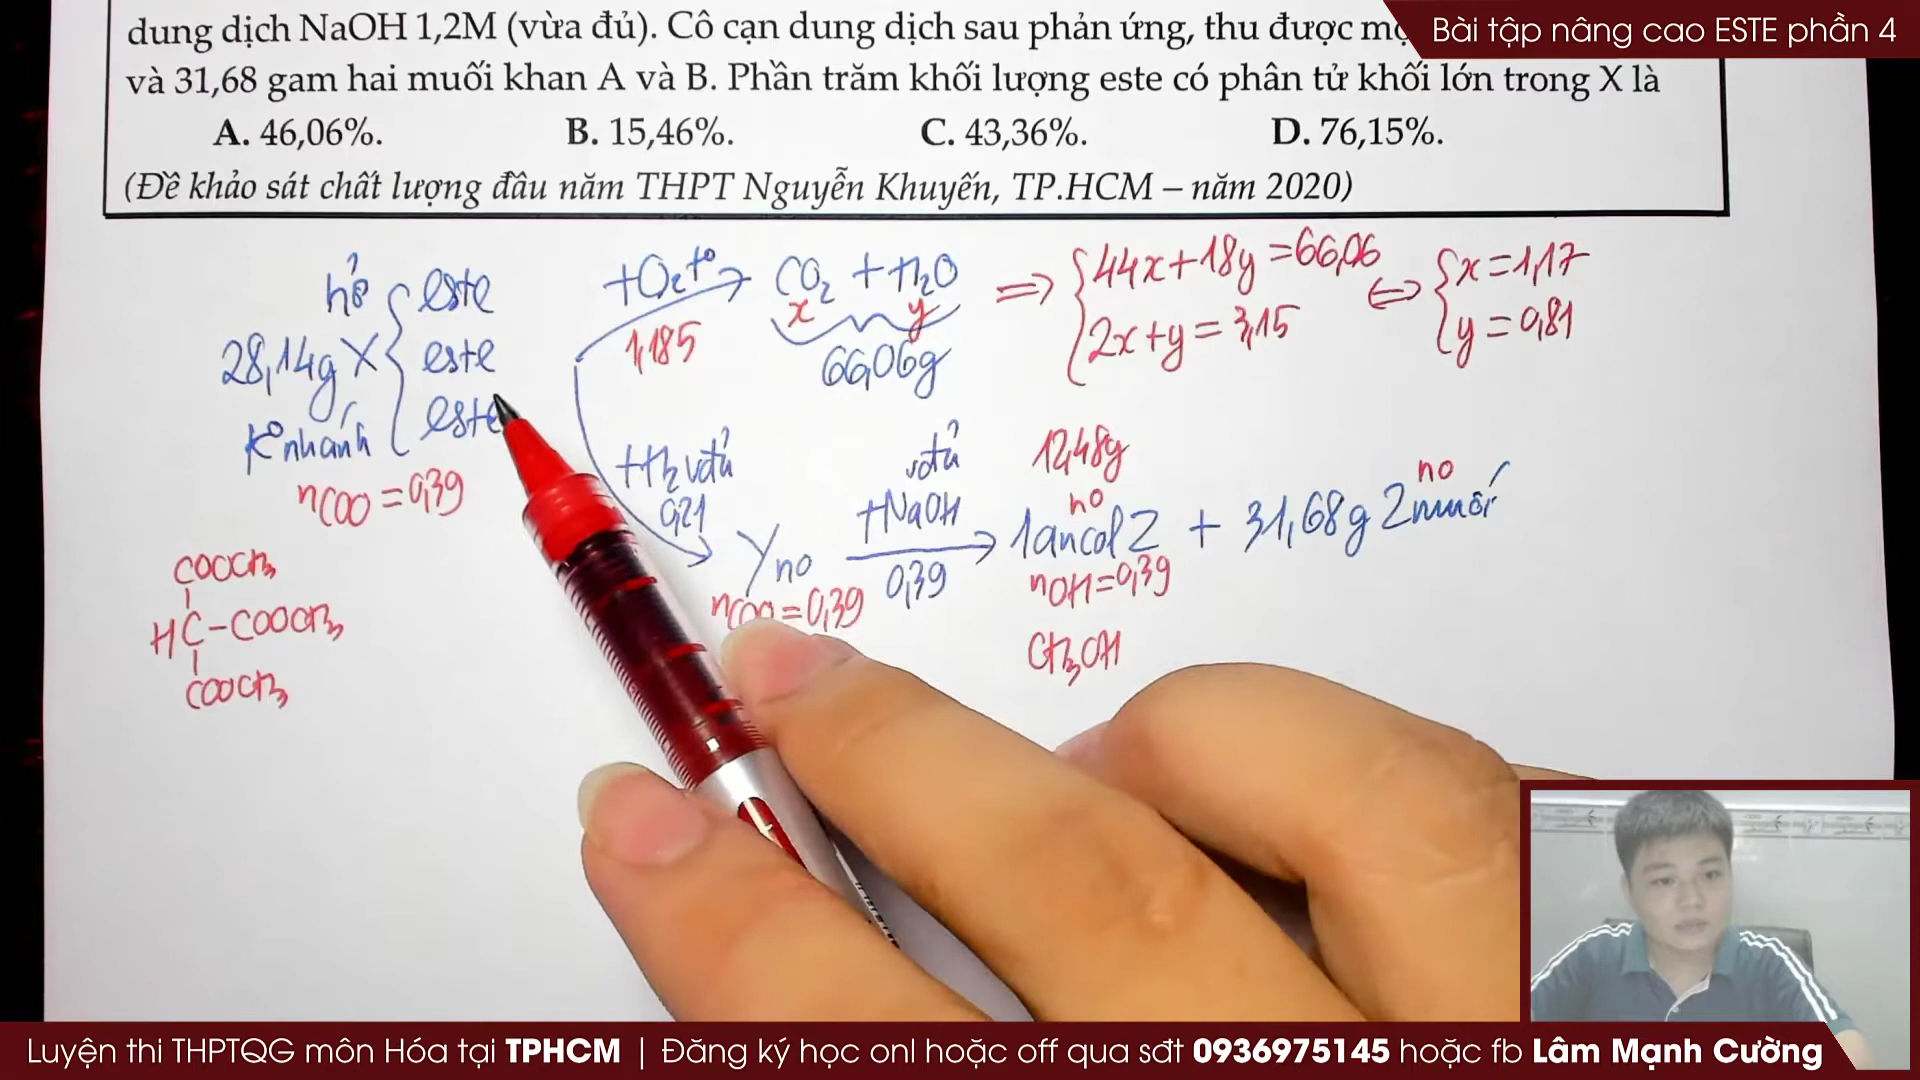 Bài tập nâng cao ESTE phần 4
dung dịch NaOH 1,2M (vừa đủ). Cô cạn dung dịch sau phản ứng, thu được
và 31,68 gam hai muối khan A và B. Phần trăm khối lượng este có phân tử khối lớn trong X là
A. 46,06%. B. 15,46%. C. 43,36%. D. 76,15%.
(Đề khảo sát chất lượng đầu năm THPT Nguyễn Khuyến, TP.HCM – năm 2020)
hở
28,14g X { este
este
este
k° nhánh
nCOO = 0,39
+O2 t° → CO2 + H2O
1,185
x y
66,06g
⇒ { 44x + 18y = 66,06
2x + y = 3,15
⇔ { x = 1,17
y = 0,81
+H2 vđủ
0,21
Y no
nCOO = 0,39
vđủ
+NaOH
0,39
12,48g
no
1 ancol Z + 31,68g 2 muối
no
nOH = 0,39
CH3OH
COOCH3
HC – COOCH3
COOCH3
Luyện thi THPTQG môn Hóa tại TPHCM | Đăng ký học onl hoặc off qua sđt 0936975145 hoặc fb Lâm Mạnh Cường